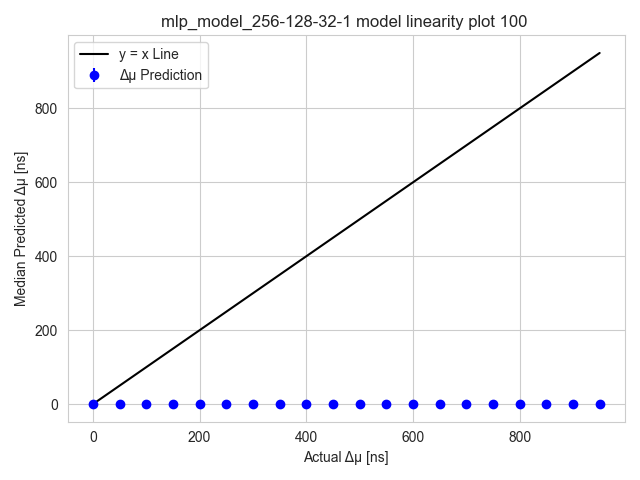 mlp_model_256-128-32-1 model linearity plot 100
y = x Line
Δμ Prediction
Median Predicted Δμ [ns]
800
600
400
200
0
0 200 400 600 800
Actual Δμ [ns]